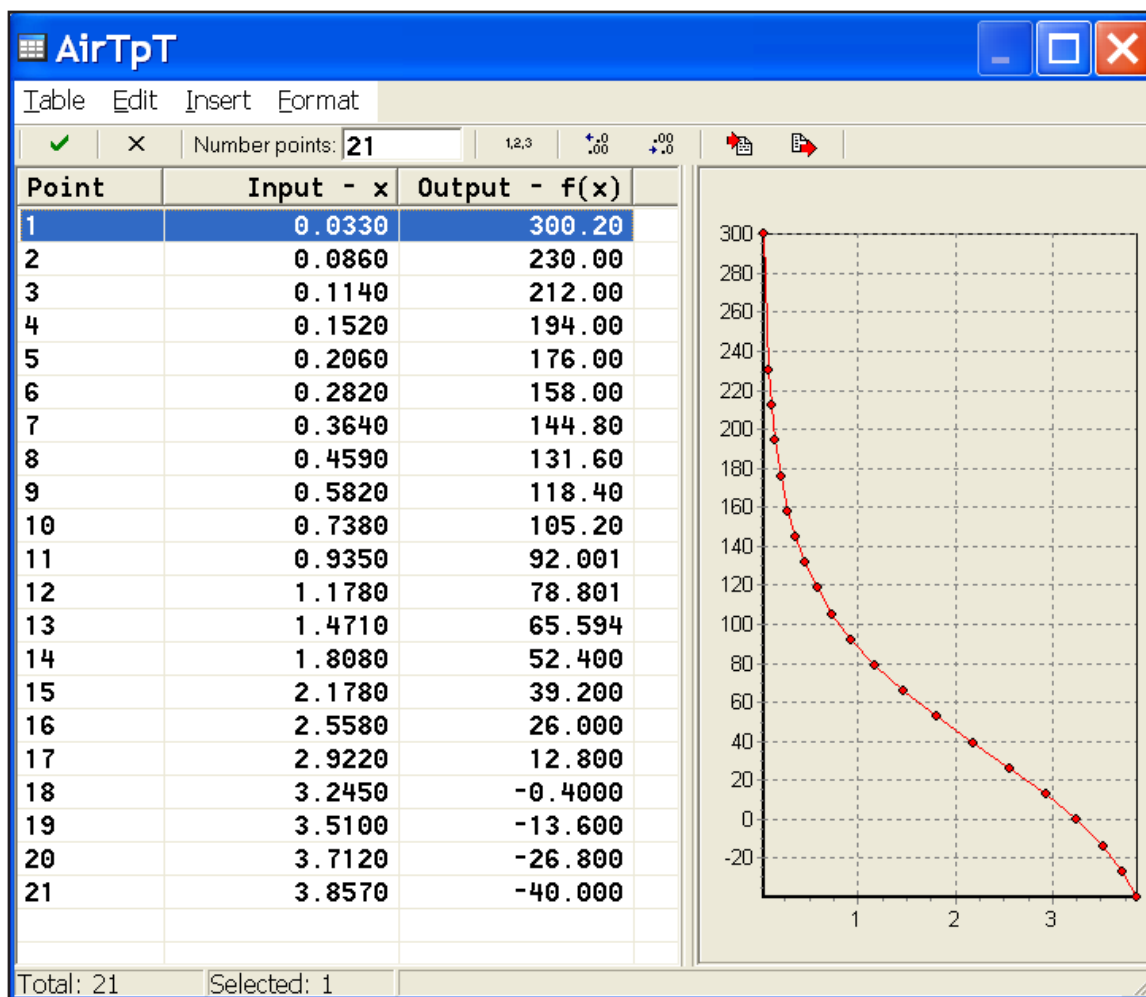 AirTpT
Table Edit Insert Format
Number points: 21 1,2,3 .0 .00 .00 .0
Point Input - x Output - f(x)
1 0.0330 300.20
2 0.0860 230.00
3 0.1140 212.00
4 0.1520 194.00
5 0.2060 176.00
6 0.2820 158.00
7 0.3640 144.80
8 0.4590 131.60
9 0.5820 118.40
10 0.7380 105.20
11 0.9350 92.001
12 1.1780 78.801
13 1.4710 65.594
14 1.8080 52.400
15 2.1780 39.200
16 2.5580 26.000
17 2.9220 12.800
18 3.2450 -0.4000
19 3.5100 -13.600
20 3.7120 -26.800
21 3.8570 -40.000
300
280
260
240
220
200
180
160
140
120
100
80
60
40
20
0
-20
1 2 3
Total: 21 Selected: 1